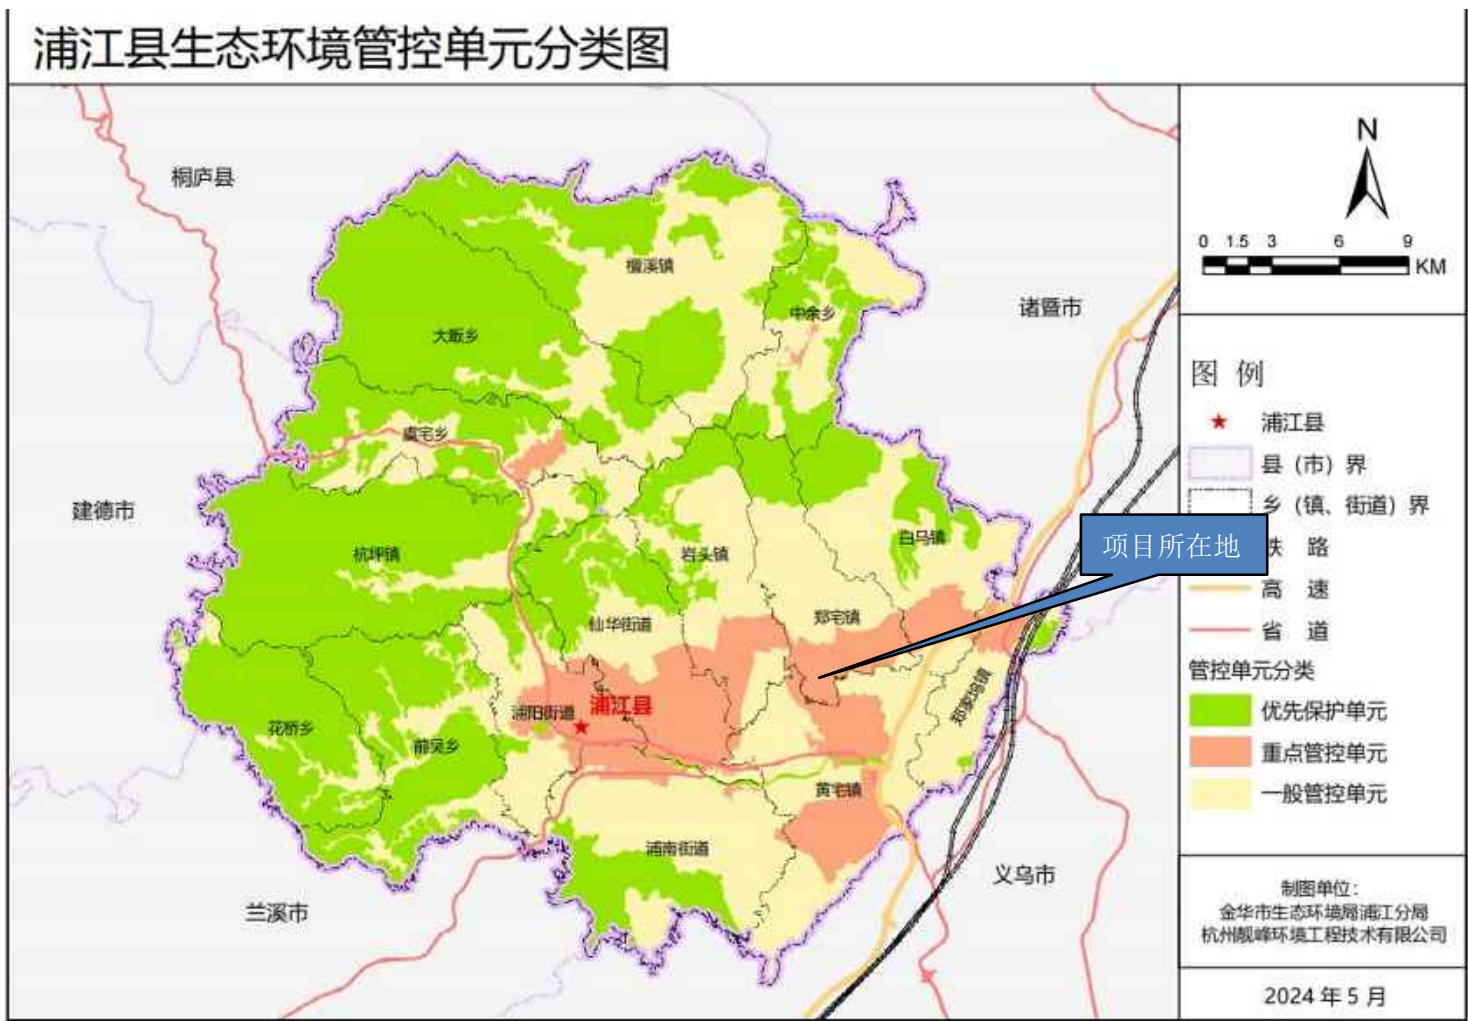 浦江县生态环境管控单元分类图
N
0 1.5 3 6 9
KM
桐庐县
诸暨市
建德市
兰溪市
义乌市
檀溪镇
中余乡
大畈乡
虞宅乡
杭坪镇
岩头镇
白马镇
仙华街道
郑宅镇
浦阳街道
浦江县
花桥乡
前吴乡
郑家坞镇
黄宅镇
浦南街道
项目所在地
图 例
浦江县
县（市）界
乡（镇、街道）界
铁 路
高 速
省 道
管控单元分类
优先保护单元
重点管控单元
一般管控单元
制图单位：
金华市生态环境局浦江分局
杭州靓峰环境工程技术有限公司
2024 年 5 月